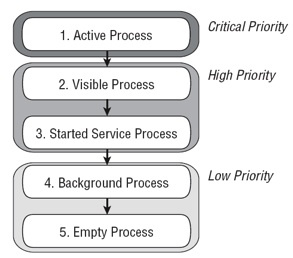 1. Active Process
Critical Priority
2. Visible Process
High Priority
3. Started Service Process
4. Background Process
Low Priority
5. Empty Process